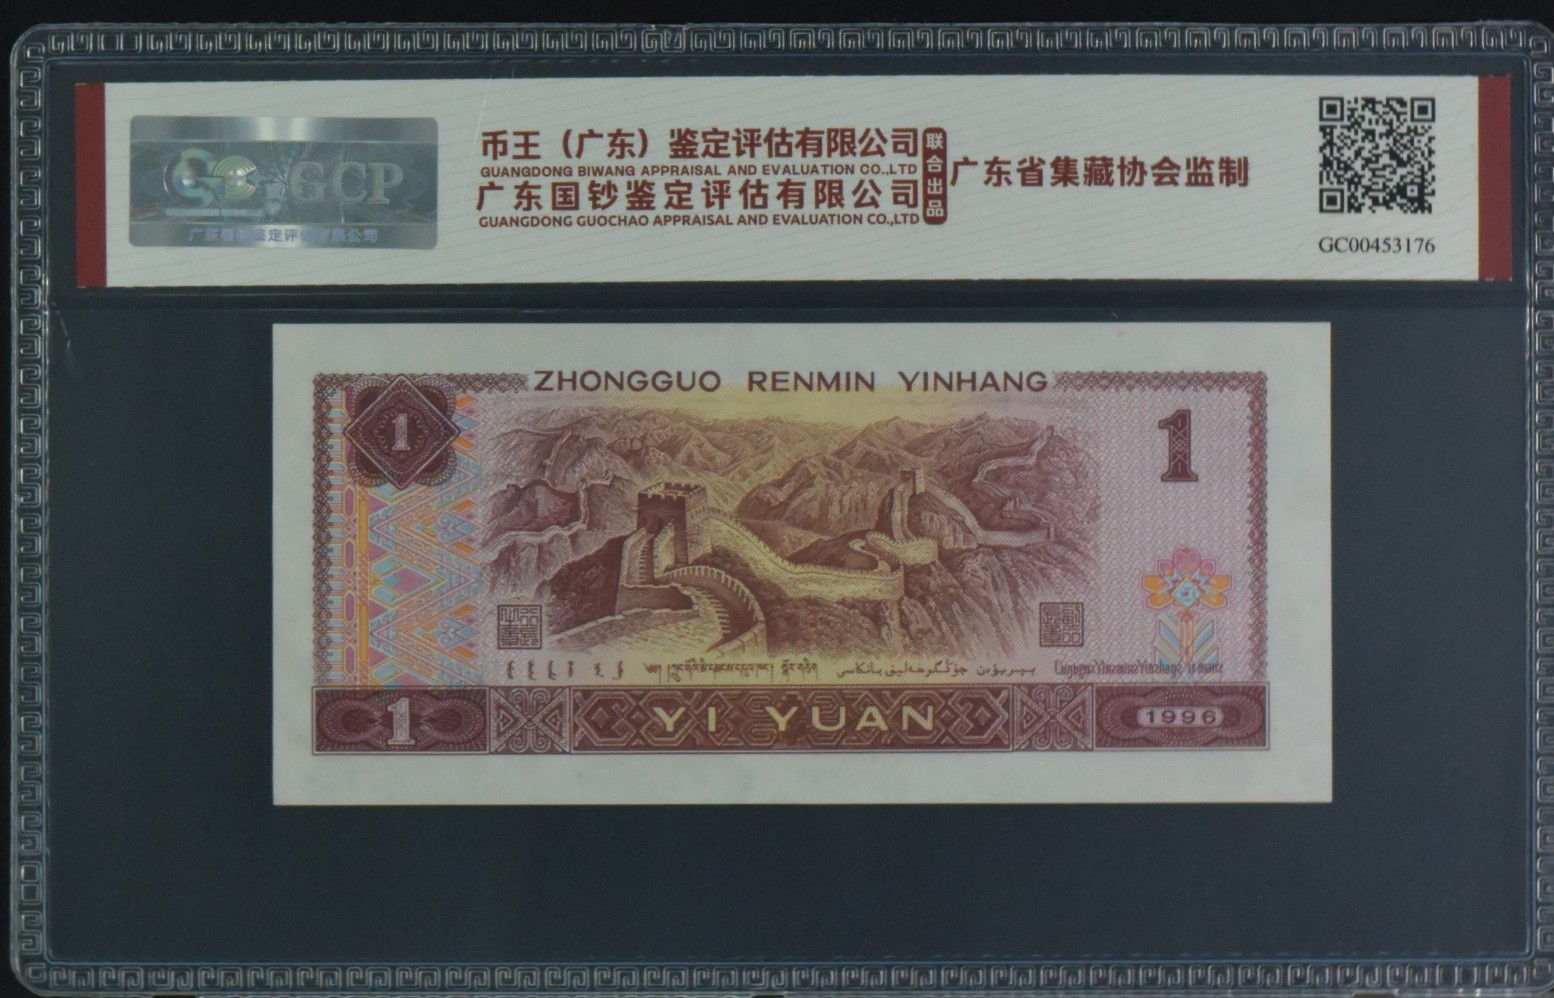 GCP
币王（广东）鉴定评估有限公司
GUANGDONG BIWANG APPRAISAL AND EVALUATION CO.,LTD
广东国钞鉴定评估有限公司
GUANGDONG GUOCHAO APPRAISAL AND EVALUATION CO.,LTD
联合出品
广东省集藏协会监制
GC00453176
ZHONGGUO RENMIN YINHANG
1
1
1
YI YUAN
1996